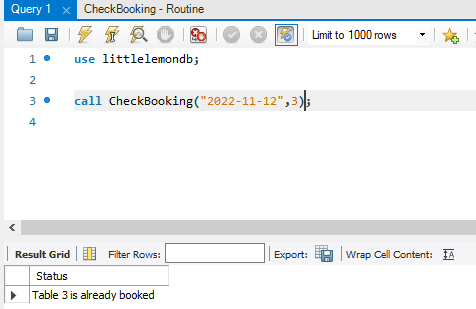 Query 1 CheckBooking - Routine
Limit to 1000 rows
1 use littlelemondb;
2
3 call CheckBooking("2022-11-12",3);
4
Result Grid Filter Rows: Export: Wrap Cell Content: IA
Status
Table 3 is already booked